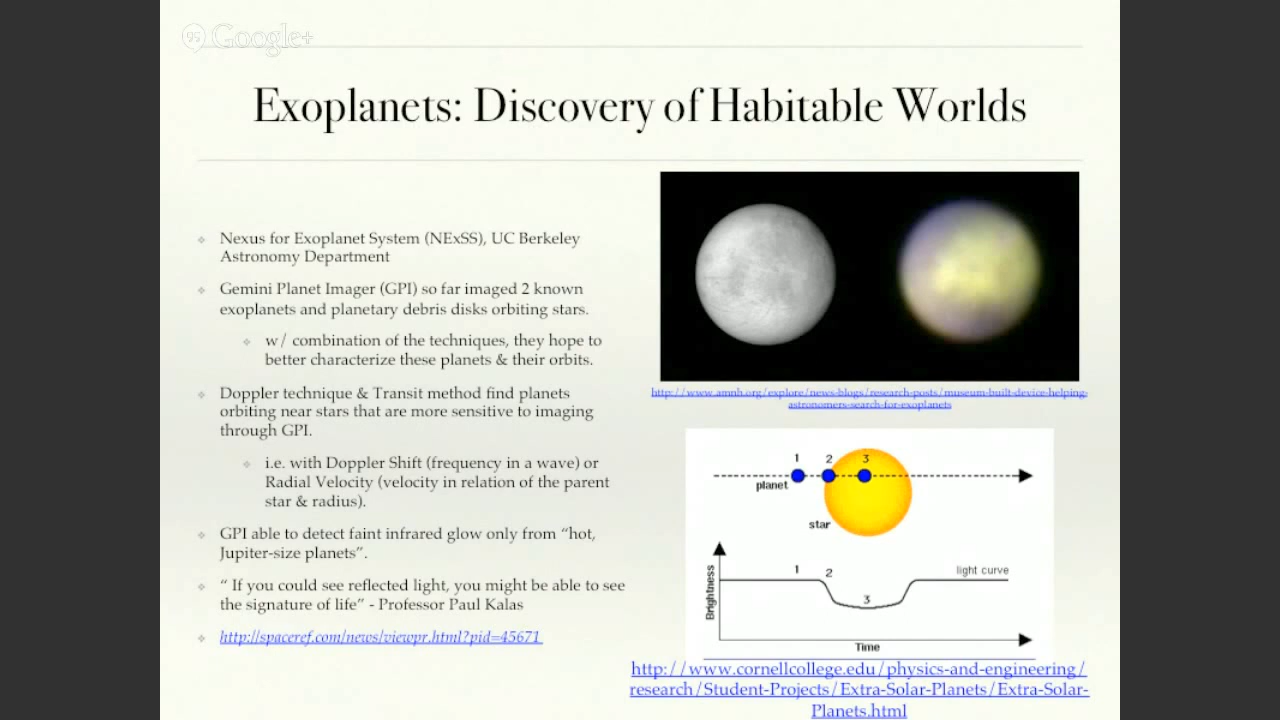 Google+
Exoplanets: Discovery of Habitable Worlds
Nexus for Exoplanet System (NExSS), UC Berkeley
Astronomy Department
Gemini Planet Imager (GPI) so far imaged 2 known
exoplanets and planetary debris disks orbiting stars.
w/ combination of the techniques, they hope to
better characterize these planets & their orbits.
Doppler technique & Transit method find planets
orbiting near stars that are more sensitive to imaging
through GPI.
i.e. with Doppler Shift (frequency in a wave) or
Radial Velocity (velocity in relation of the parent
star & radius).
GPI able to detect faint infrared glow only from “hot,
Jupiter-size planets”.
“ If you could see reflected light, you might be able to see
the signature of life” - Professor Paul Kalas
http://spaceref.com/news/viewpr.html?pid=45671
http://www.amnh.org/explore/news-blogs/research-posts/museum-built-device-helping-
astronomers-search-for-exoplanets
1 2 3
planet
star
1 2
light curve
3
Brightness
Time
http://www.cornellcollege.edu/physics-and-engineering/
research/Student-Projects/Extra-Solar-Planets/Extra-Solar-
Planets.html